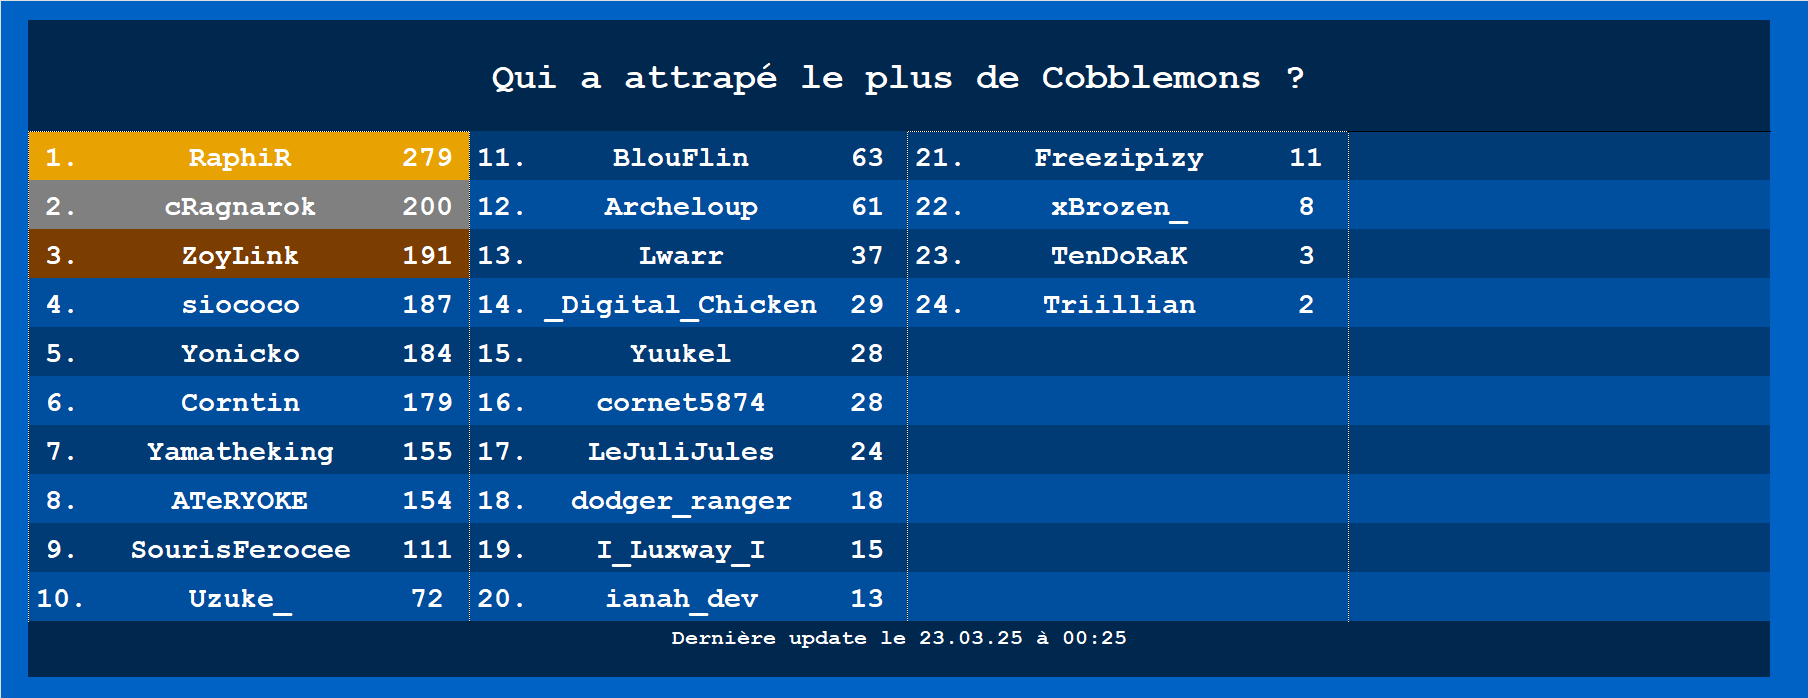 Qui a attrapé le plus de Cobblemons ?
1. RaphiR 279
2. cRagnarok 200
3. ZoyLink 191
4. siococo 187
5. Yonicko 184
6. Corntin 179
7. Yamatheking 155
8. ATeRYOKE 154
9. SourisFerocee 111
10. Uzuke_ 72
11. BlouFlin 63
12. Archeloup 61
13. Lwarr 37
14. _Digital_Chicken 29
15. Yuukel 28
16. cornet5874 28
17. LeJuliJules 24
18. dodger_ranger 18
19. I_Luxway_I 15
20. ianah_dev 13
21. Freezipizy 11
22. xBrozen_ 8
23. TenDoRaK 3
24. Triillian 2
Dernière update le 23.03.25 à 00:25